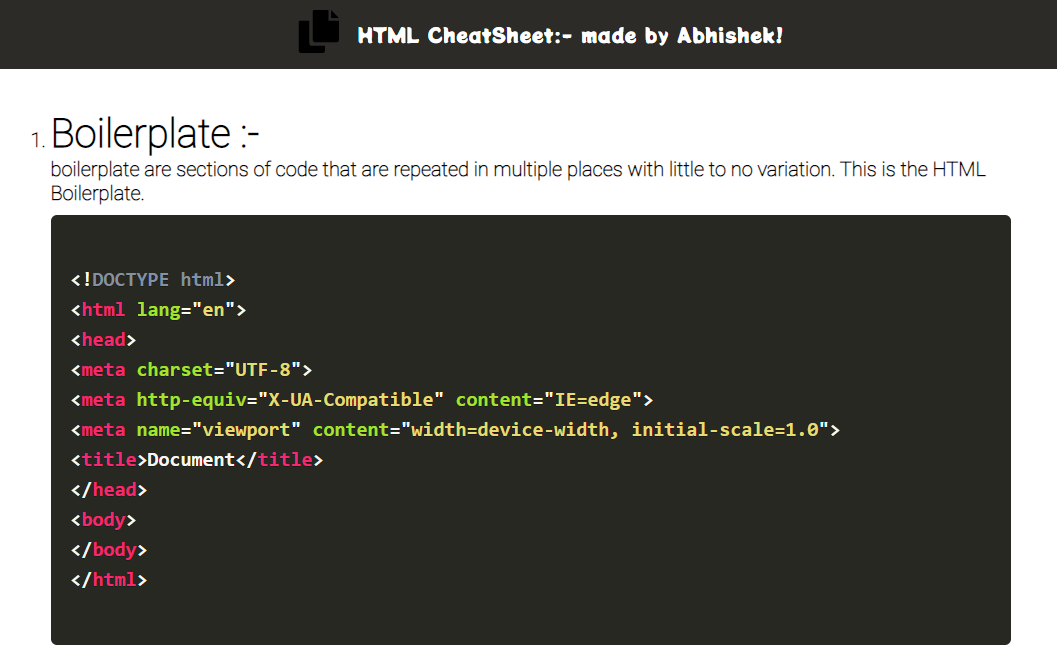 HTML CheatSheet:- made by Abhishek!
1. Boilerplate :-
boilerplate are sections of code that are repeated in multiple places with little to no variation. This is the HTML
Boilerplate.
<!DOCTYPE html>
<html lang="en">
<head>
<meta charset="UTF-8">
<meta http-equiv="X-UA-Compatible" content="IE=edge">
<meta name="viewport" content="width=device-width, initial-scale=1.0">
<title>Document</title>
</head>
<body>
</body>
</html>